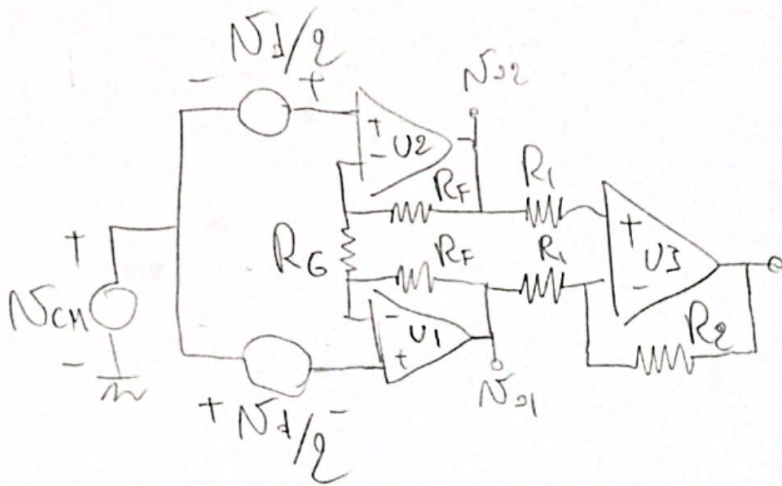 Nd/2
- +
No2
+
-
U2
RF
R1
+
RG
RF
R1
+
-
U3
NCM
-
-
+
U1
R2
+ Nd/2 -
No1